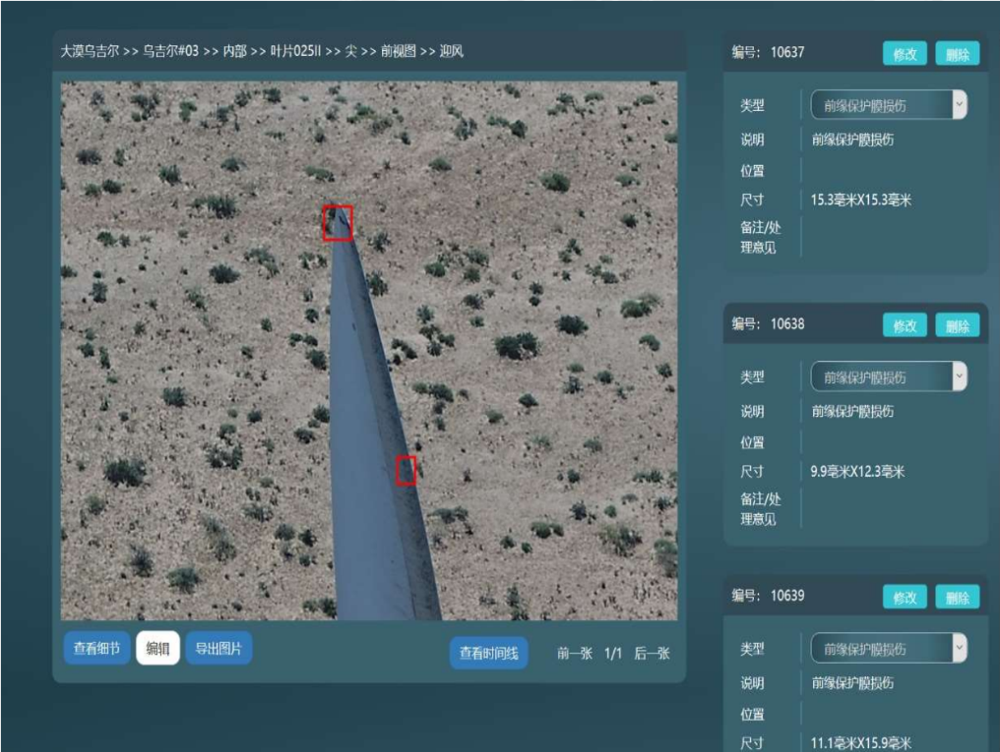 大漠乌吉尔 >> 乌吉尔#03 >> 内部 >> 叶片025II >> 尖 >> 前视图 >> 迎风
查看细节 编辑 导出图片 查看时间线 前一张 1/1 后一张
编号： 10637 修改 删除
类型 前缘保护膜损伤
说明 前缘保护膜损伤
位置
尺寸 15.3毫米X15.3毫米
备注/处
理意见
编号： 10638 修改 删除
类型 前缘保护膜损伤
说明 前缘保护膜损伤
位置
尺寸 9.9毫米X12.3毫米
备注/处
理意见
编号： 10639 修改 删除
类型 前缘保护膜损伤
说明 前缘保护膜损伤
位置
尺寸 11.1毫米X15.9毫米